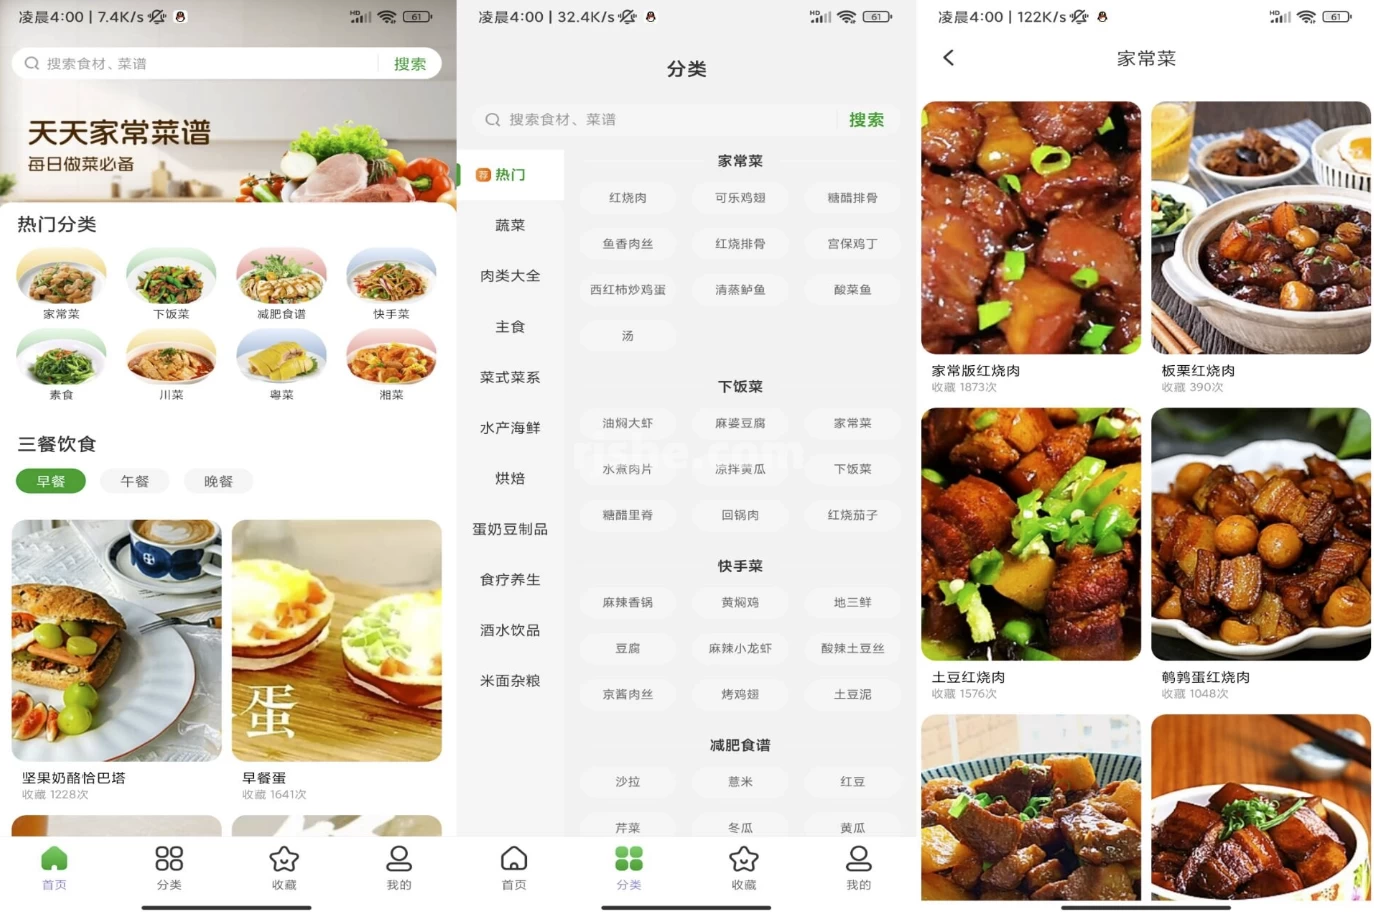 凌晨4:00 | 7.4K/s
HD
61
搜索食材、菜谱
搜索
天天家常菜谱
每日做菜必备
热门分类
家常菜
下饭菜
减肥食谱
快手菜
素食
川菜
粤菜
湘菜
三餐饮食
早餐
午餐
晚餐
蛋
坚果奶酪恰巴塔
收藏 1228次
早餐蛋
收藏 1641次
首页
分类
收藏
我的
凌晨4:00 | 32.4K/s
HD
61
分类
搜索食材、菜谱
搜索
荐 热门
蔬菜
肉类大全
主食
菜式菜系
水产海鲜
烘焙
蛋奶豆制品
食疗养生
酒水饮品
米面杂粮
家常菜
红烧肉
可乐鸡翅
糖醋排骨
鱼香肉丝
红烧排骨
宫保鸡丁
西红柿炒鸡蛋
清蒸鲈鱼
酸菜鱼
汤
下饭菜
油焖大虾
麻婆豆腐
家常菜
水煮肉片
凉拌黄瓜
下饭菜
糖醋里脊
回锅肉
红烧茄子
快手菜
麻辣香锅
黄焖鸡
地三鲜
豆腐
麻辣小龙虾
酸辣土豆丝
京酱肉丝
烤鸡翅
土豆泥
减肥食谱
沙拉
薏米
红豆
芹菜
冬瓜
黄瓜
首页
分类
收藏
我的
凌晨4:00 | 122K/s
HD
61
家常菜
家常版红烧肉
收藏 1873次
板栗红烧肉
收藏 390次
土豆红烧肉
收藏 1576次
鹌鹑蛋红烧肉
收藏 1048次